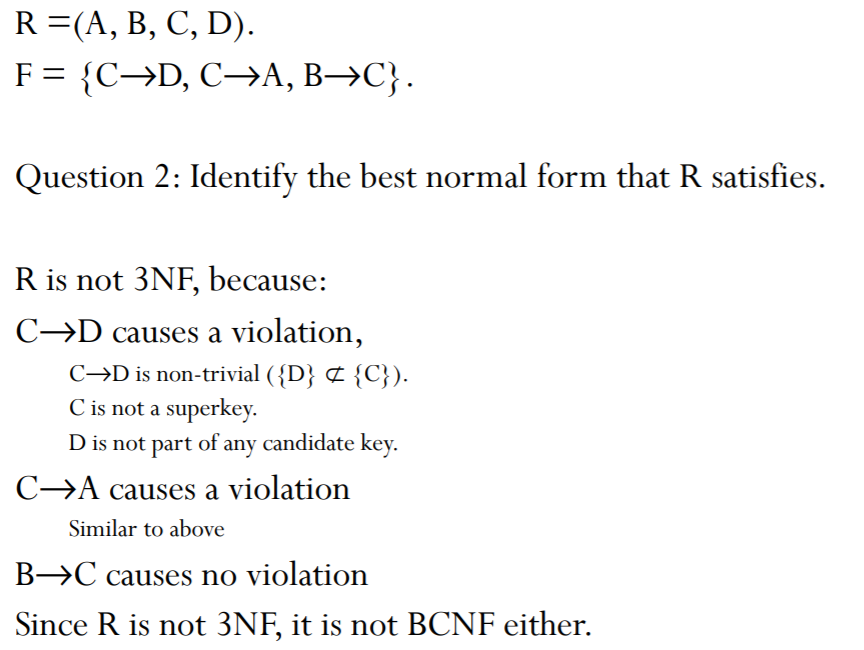 R =(A, B, C, D).
F = {C→D, C→A, B→C}.
Question 2: Identify the best normal form that R satisfies.
R is not 3NF, because:
C→D causes a violation,
C→D is non-trivial ({D} ⊄ {C}).
C is not a superkey.
D is not part of any candidate key.
C→A causes a violation
Similar to above
B→C causes no violation
Since R is not 3NF, it is not BCNF either.